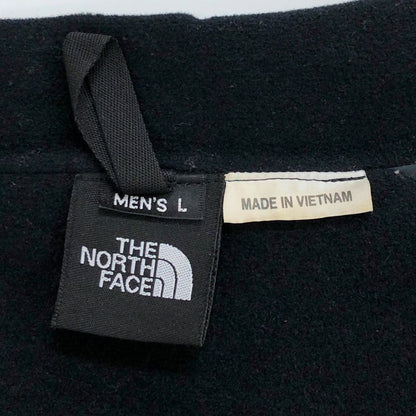 MEN'S L
MADE IN VIETNAM
THE
NORTH
FACE